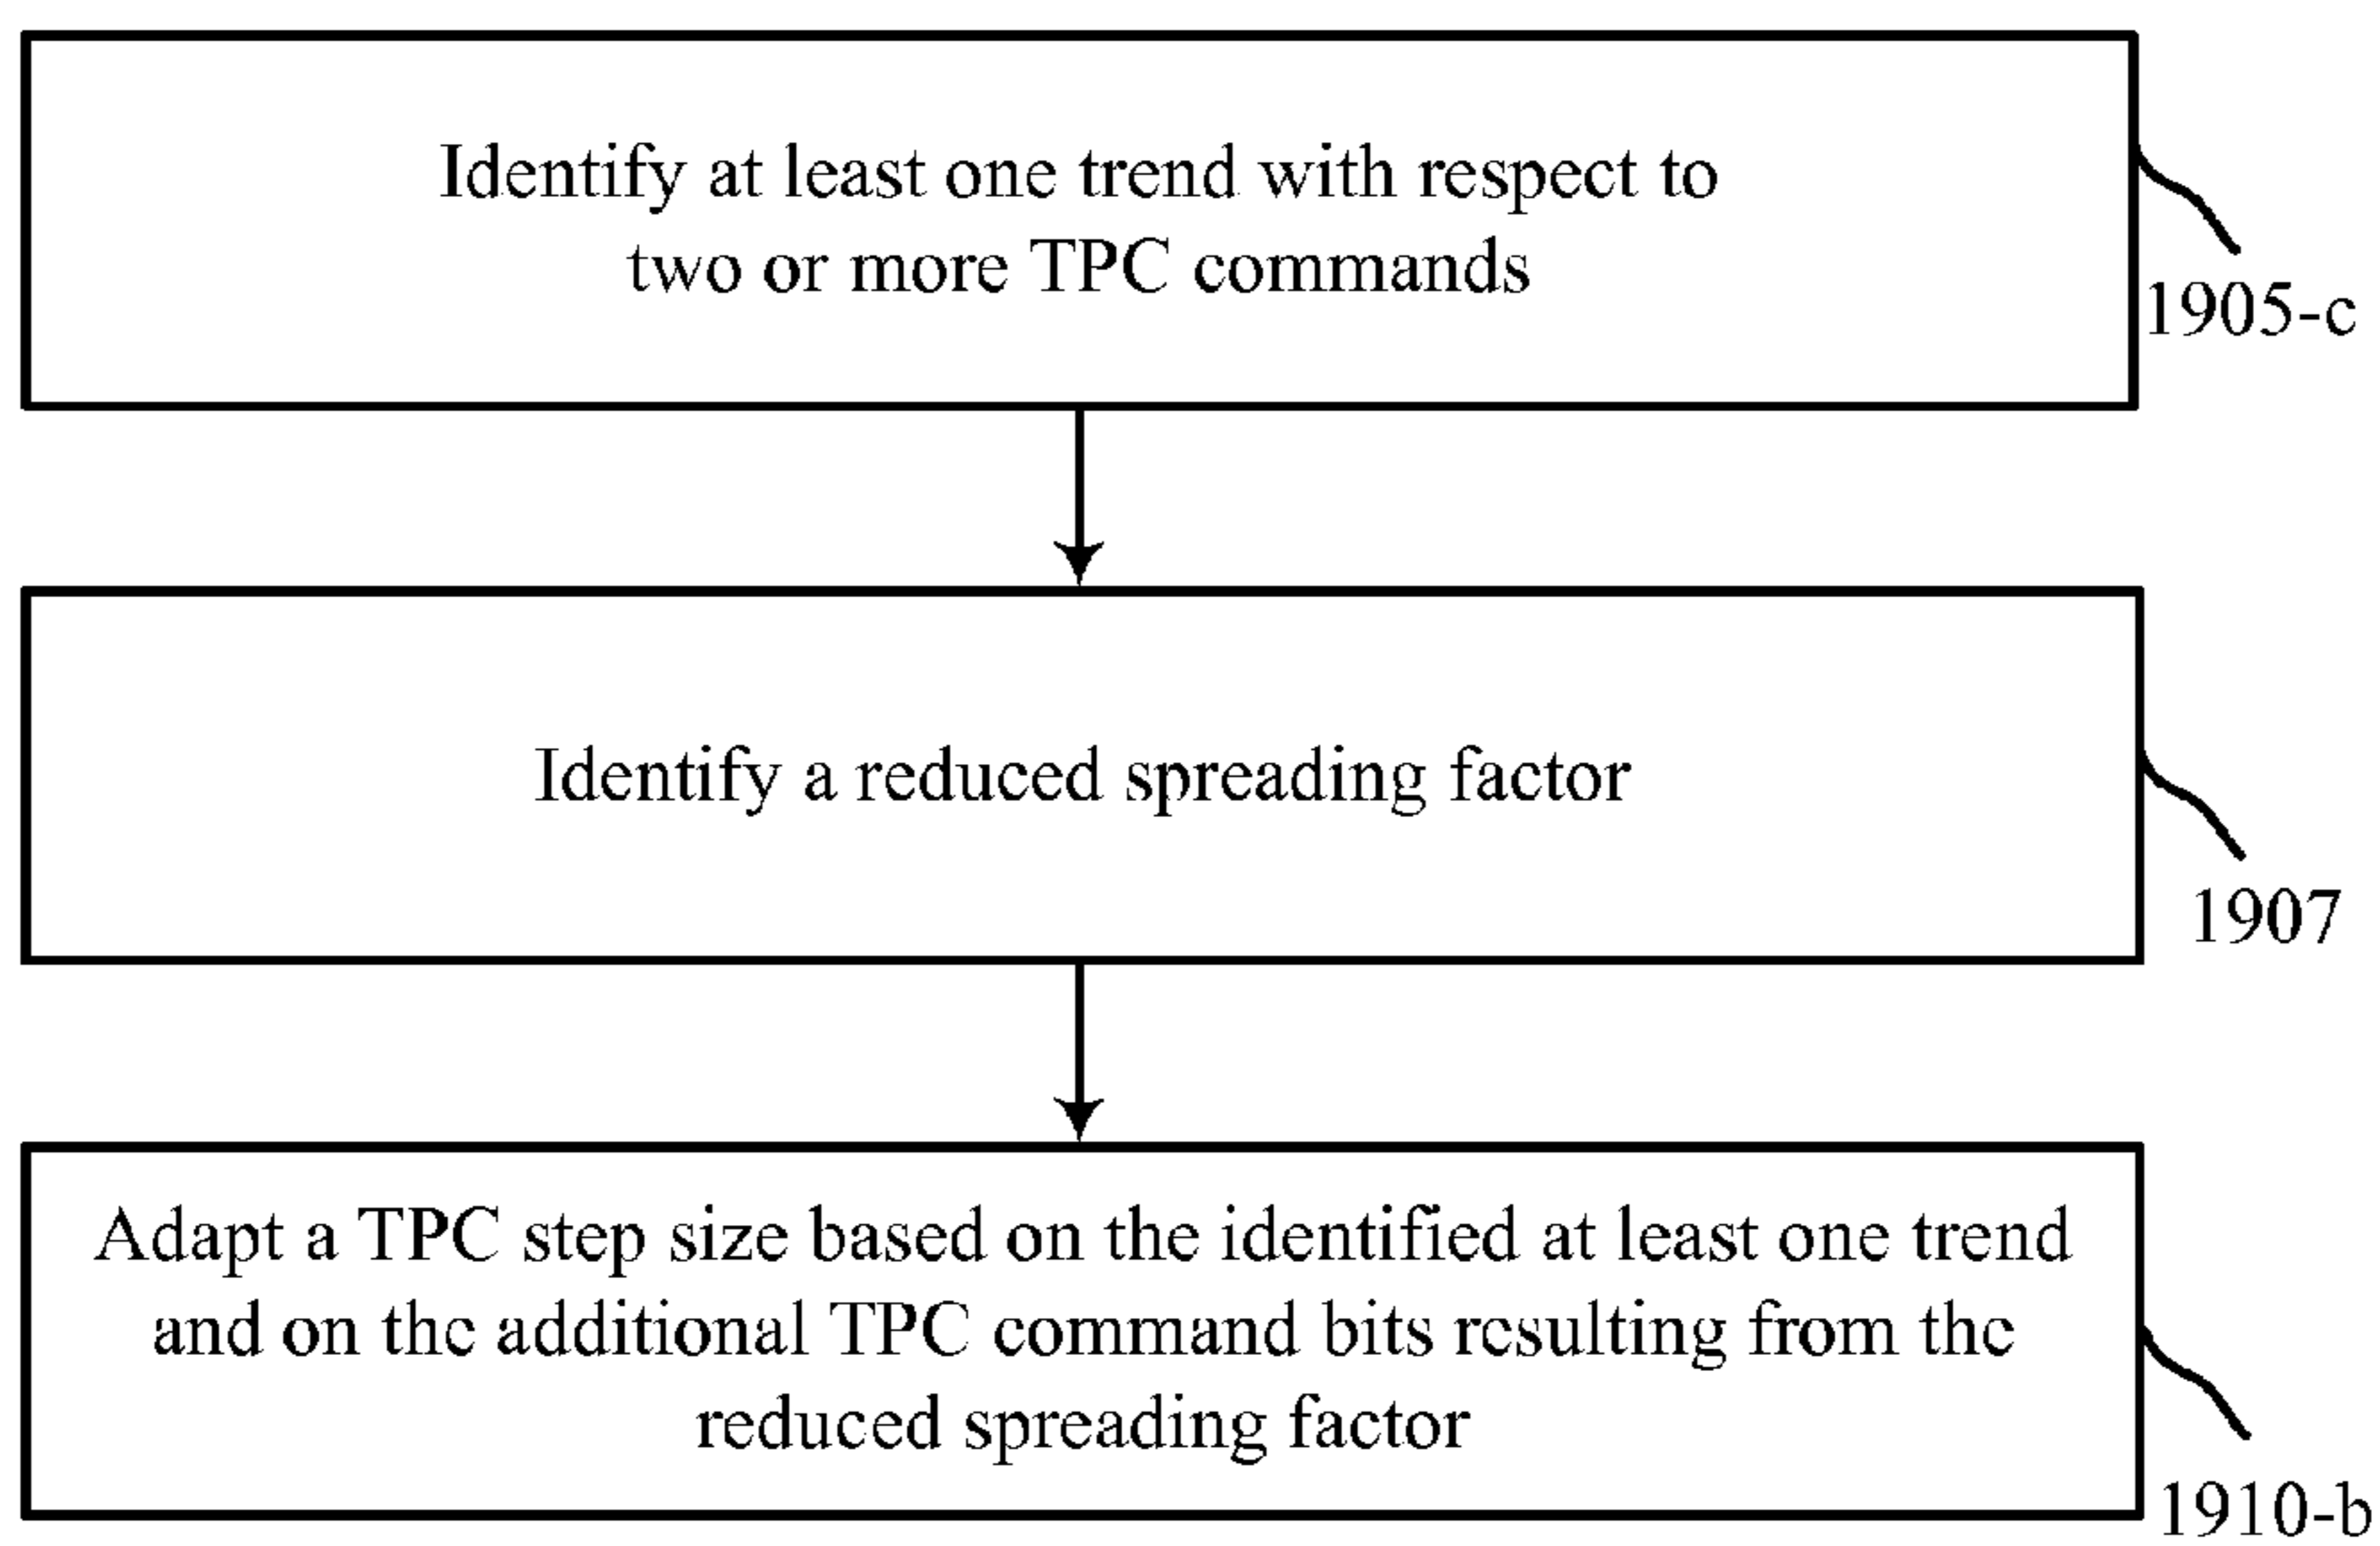 Identify at least one trend with respect to
two or more TPC commands
1905-c
Identify a reduced spreading factor
1907
Adapt a TPC step size based on the identified at least one trend
and on the additional TPC command bits resulting from the
reduced spreading factor
1910-b